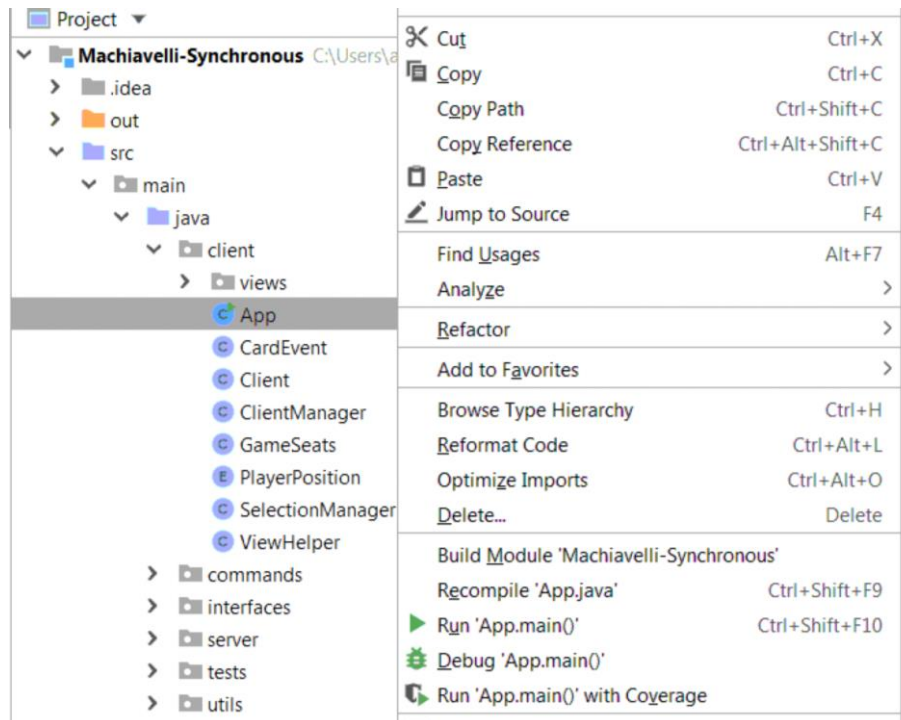 Project
Machiavelli-Synchronous C:\Users\a
.idea
out
src
main
java
client
views
App
CardEvent
Client
ClientManager
GameSeats
PlayerPosition
SelectionManager
ViewHelper
commands
interfaces
server
tests
utils
Cut Ctrl+X
Copy Ctrl+C
Copy Path Ctrl+Shift+C
Copy Reference Ctrl+Alt+Shift+C
Paste Ctrl+V
Jump to Source F4
Find Usages Alt+F7
Analyze
Refactor
Add to Favorites
Browse Type Hierarchy Ctrl+H
Reformat Code Ctrl+Alt+L
Optimize Imports Ctrl+Alt+O
Delete... Delete
Build Module 'Machiavelli-Synchronous'
Recompile 'App.java' Ctrl+Shift+F9
Run 'App.main()' Ctrl+Shift+F10
Debug 'App.main()'
Run 'App.main()' with Coverage